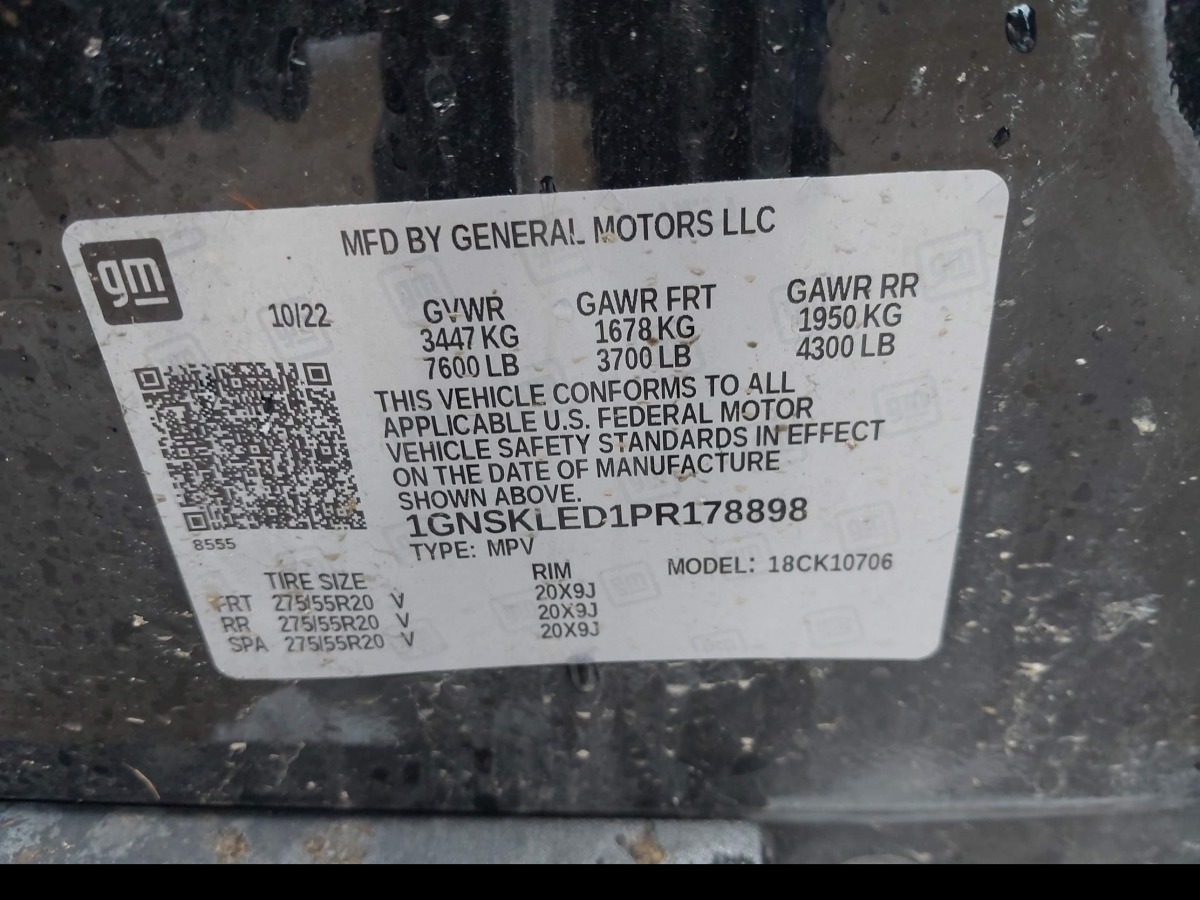 MFD BY GENERAL MOTORS LLC
gm
10/22
GVWR GAWR FRT GAWR RR
3447 KG 1678 KG 1950 KG
7600 LB 3700 LB 4300 LB
THIS VEHICLE CONFORMS TO ALL
APPLICABLE U.S. FEDERAL MOTOR
VEHICLE SAFETY STANDARDS IN EFFECT
ON THE DATE OF MANUFACTURE
SHOWN ABOVE.
1GNSKLED1PR178898
8555
TYPE: MPV
MODEL: 18CK10706
TIRE SIZE RIM
FRT 275/55R20 V 20X9J
RR 275/55R20 V 20X9J
SPA 275/55R20 V 20X9J